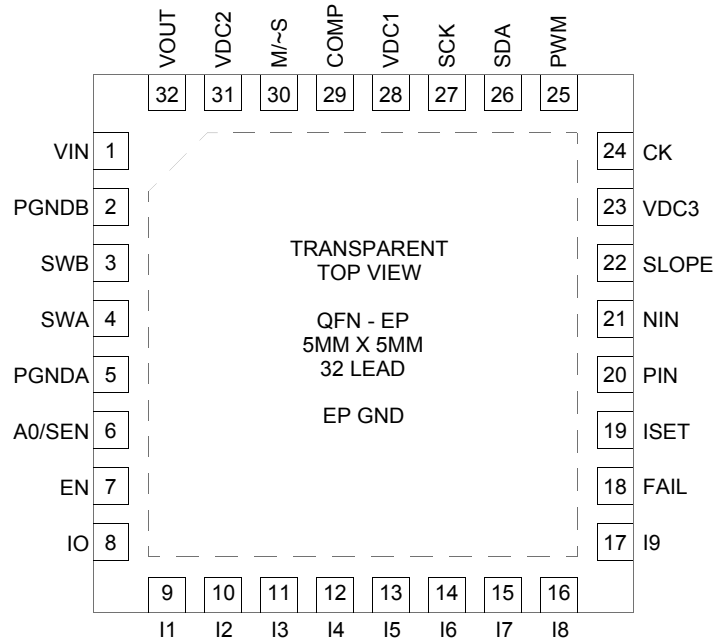 VOUT VDC2 M/~S COMP VDC1 SCK SDA PWM
32 31 30 29 28 27 26 25
VIN 1
PGNDB 2
SWB 3
SWA 4
PGNDA 5
A0/SEN 6
EN 7
IO 8
TRANSPARENT
TOP VIEW
QFN - EP
5MM X 5MM
32 LEAD
EP GND
24 CK
23 VDC3
22 SLOPE
21 NIN
20 PIN
19 ISET
18 FAIL
17 I9
9 10 11 12 13 14 15 16
I1 I2 I3 I4 I5 I6 I7 I8